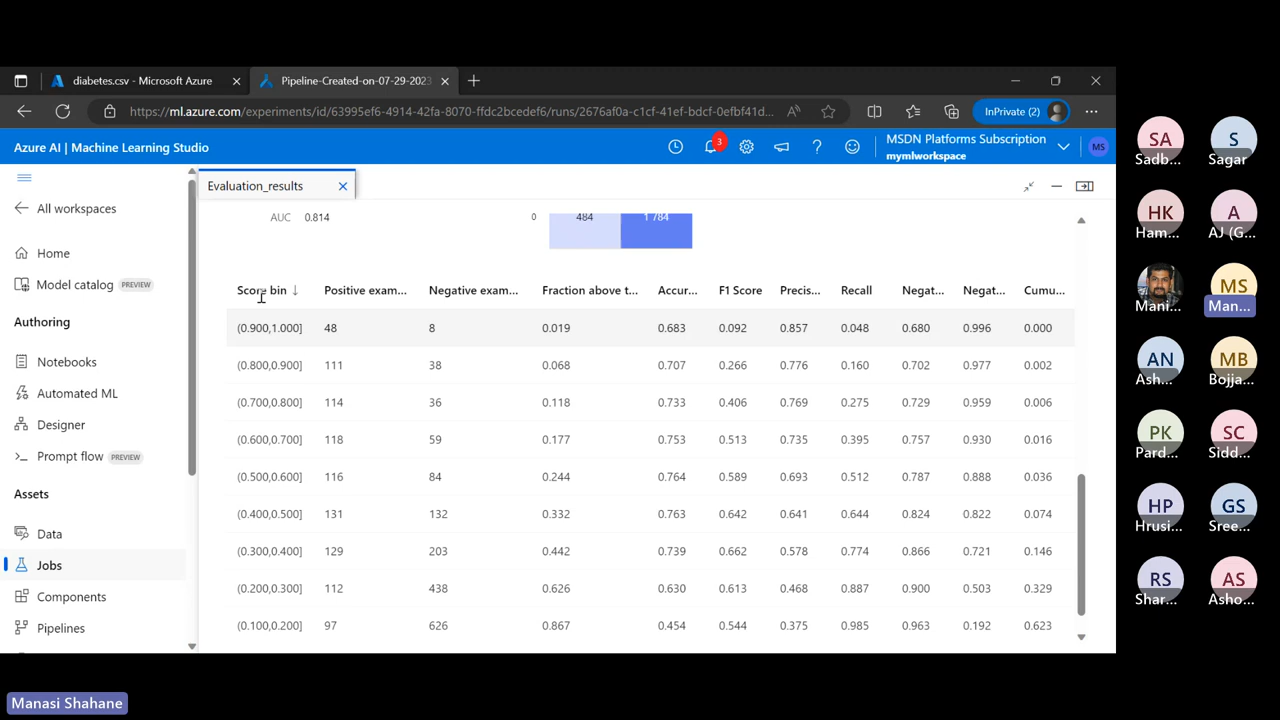 diabetes.csv - Microsoft Azure
Pipeline-Created-on-07-29-2023
https://ml.azure.com/experiments/id/63995ef6-4914-42fa-8070-ffdc2bcedef6/runs/2676af0a-c1cf-41ef-bdcf-0efbf41d...
InPrivate (2)
Azure AI | Machine Learning Studio
3
MSDN Platforms Subscription
mymlworkspace
MS
All workspaces
Home
Model catalog PREVIEW
Authoring
Notebooks
Automated ML
Designer
Prompt flow PREVIEW
Assets
Data
Jobs
Components
Pipelines
Evaluation_results
AUC 0.814
0 484 1 784
Score bin ↓ Positive exam... Negative exam... Fraction above t... Accur... F1 Score Precis... Recall Negat... Negat... Cumu...
(0.900,1.000] 48 8 0.019 0.683 0.092 0.857 0.048 0.680 0.996 0.000
(0.800,0.900] 111 38 0.068 0.707 0.266 0.776 0.160 0.702 0.977 0.002
(0.700,0.800] 114 36 0.118 0.733 0.406 0.769 0.275 0.729 0.959 0.006
(0.600,0.700] 118 59 0.177 0.753 0.513 0.735 0.395 0.757 0.930 0.016
(0.500,0.600] 116 84 0.244 0.764 0.589 0.693 0.512 0.787 0.888 0.036
(0.400,0.500] 131 132 0.332 0.763 0.642 0.641 0.644 0.824 0.822 0.074
(0.300,0.400] 129 203 0.442 0.739 0.662 0.578 0.774 0.866 0.721 0.146
(0.200,0.300] 112 438 0.626 0.630 0.613 0.468 0.887 0.900 0.503 0.329
(0.100,0.200] 97 626 0.867 0.454 0.544 0.375 0.985 0.963 0.192 0.623
SA S
Sadb... Sagar
HK A
Ham... AJ (G...
MS
Mani... Man...
AN MB
Ash... Bojja...
PK SC
Pard... Sidd...
HP GS
Hrusi... Sree...
RS AS
Shar... Asho...
Manasi Shahane